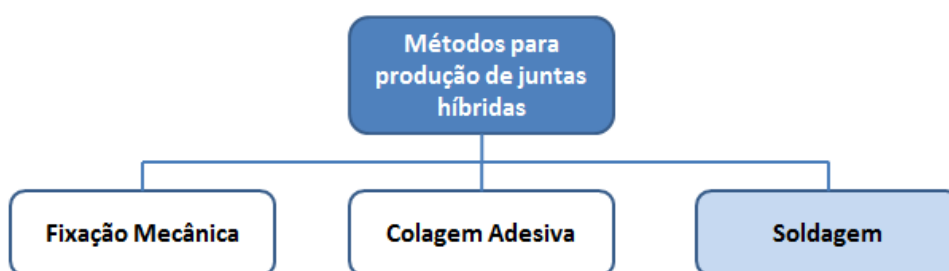 Métodos para
produção de juntas
híbridas
Fixação Mecânica
Colagem Adesiva
Soldagem